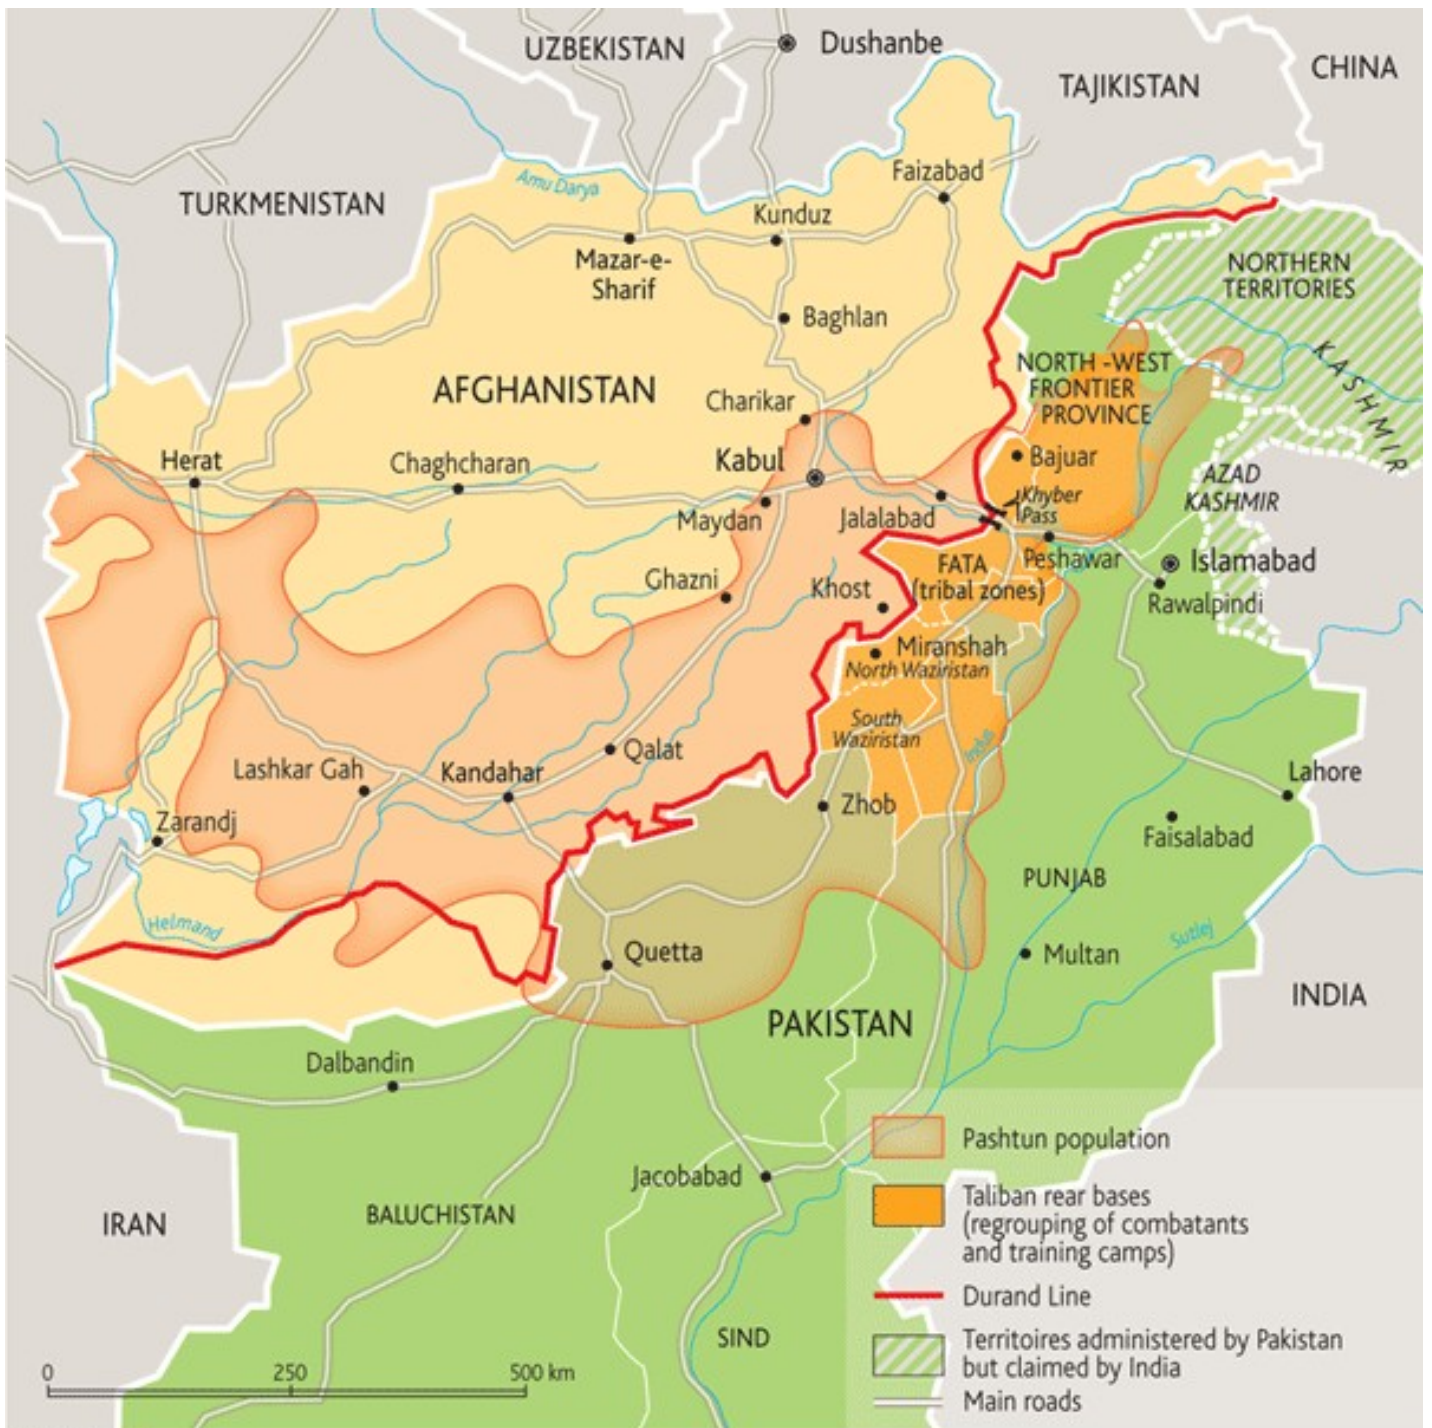 UZBEKISTAN
Dushanbe
CHINA
TAJIKISTAN
Faizabad
Amu Darya
TURKMENISTAN
Kunduz
Mazar-e-
Sharif
NORTHERN
TERRITORIES
Baghlan
KASHMIR
NORTH -WEST
FRONTIER
PROVINCE
AFGHANISTAN
Charikar
Herat
Chaghcharan
Kabul
Bajuar
AZAD
KASHMIR
Khyber
Pass
Maydan
Jalalabad
Peshawar
Islamabad
FATA
(tribal zones)
Ghazni
Khost
Rawalpindi
Miranshah
North Waziristan
South
Waziristan
Indus
Qalat
Lashkar Gah
Kandahar
Lahore
Zhob
Zarandj
Faisalabad
PUNJAB
Helmand
Sutlej
Quetta
Multan
INDIA
PAKISTAN
Dalbandin
Jacobabad
BALUCHISTAN
IRAN
SIND
Pashtun population
Taliban rear bases
(regrouping of combatants
and training camps)
Durand Line
Territoires administered by Pakistan
but claimed by India
Main roads
0 250 500 km